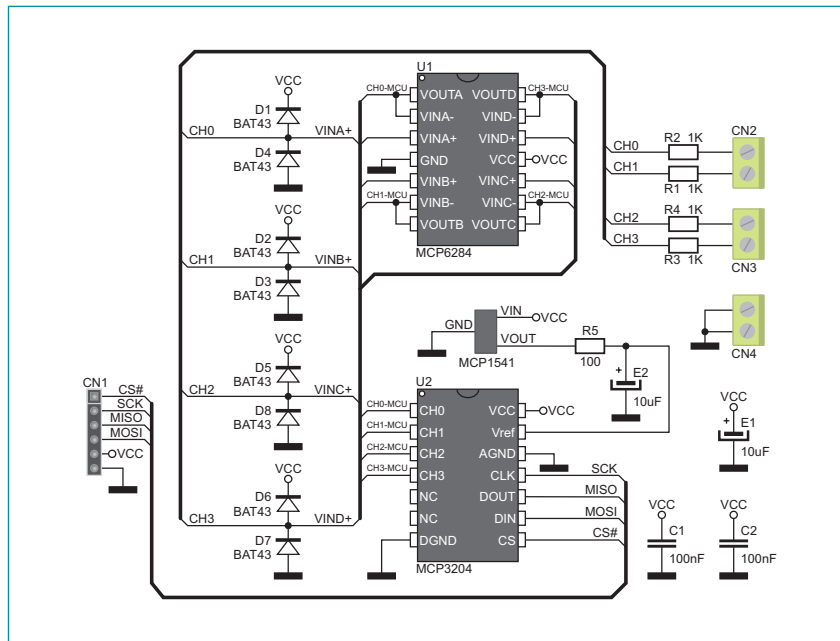 U1
CH0-MCU
CH3-MCU
VOUTA VOUTD
VINA- VIND-
VINA+ VIND+
GND VCC VCC
VINB+ VINC+
CH1-MCU
CH2-MCU
VINB- VINC-
VOUTB VOUTC
MCP6284
VCC
D1
BAT43
CH0 VINA+
D4
BAT43
VCC
D2
BAT43
CH1 VINB+
D3
BAT43
VCC
D5
BAT43
CH2 VINC+
D8
BAT43
VCC
D6
BAT43
CH3 VIND+
D7
BAT43
R2 1K
CN2
CH0
CH1
R1 1K
R4 1K
CH2
CH3
R3 1K
CN3
CN4
VIN VCC
GND
VOUT
MCP1541
R5
100
E2
+
10uF
U2
CH0-MCU CH0 VCC VCC
CH1-MCU CH1 Vref
CH2-MCU CH2 AGND
CH3-MCU CH3 CLK SCK
NC DOUT MISO
NC DIN MOSI
DGND CS CS#
MCP3204
CN1
CS#
SCK
MISO
MOSI
VCC
VCC
+
E1
10uF
VCC
C1
100nF
VCC
C2
100nF